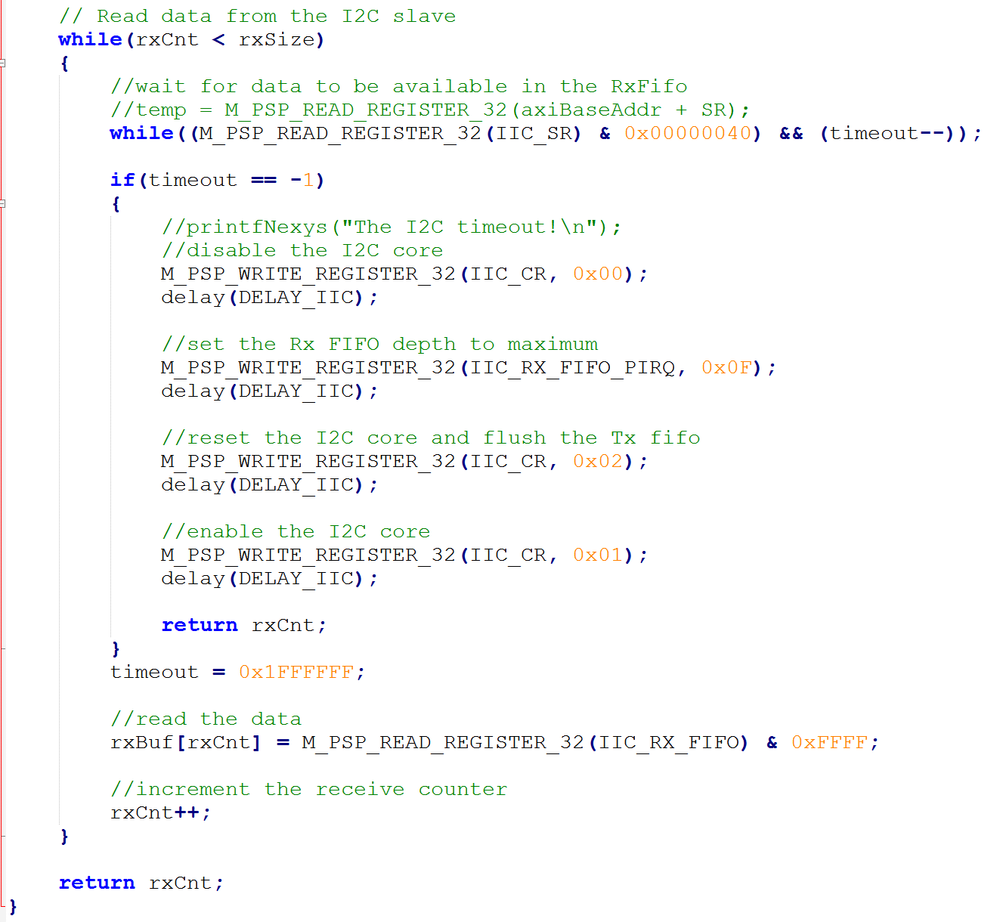 // Read data from the I2C slave
while(rxCnt < rxSize)
{
//wait for data to be available in the RxFifo
//temp = M_PSP_READ_REGISTER_32(axiBaseAddr + SR);
while((M_PSP_READ_REGISTER_32(IIC_SR) & 0x00000040) && (timeout--));
if(timeout == -1)
{
//printfNexys("The I2C timeout!\n");
//disable the I2C core
M_PSP_WRITE_REGISTER_32(IIC_CR, 0x00);
delay(DELAY_IIC);
//set the Rx FIFO depth to maximum
M_PSP_WRITE_REGISTER_32(IIC_RX_FIFO_PIRQ, 0x0F);
delay(DELAY_IIC);
//reset the I2C core and flush the Tx fifo
M_PSP_WRITE_REGISTER_32(IIC_CR, 0x02);
delay(DELAY_IIC);
//enable the I2C core
M_PSP_WRITE_REGISTER_32(IIC_CR, 0x01);
delay(DELAY_IIC);
return rxCnt;
}
timeout = 0x1FFFFFF;
//read the data
rxBuf[rxCnt] = M_PSP_READ_REGISTER_32(IIC_RX_FIFO) & 0xFFFF;
//increment the receive counter
rxCnt++;
}
return rxCnt;
}